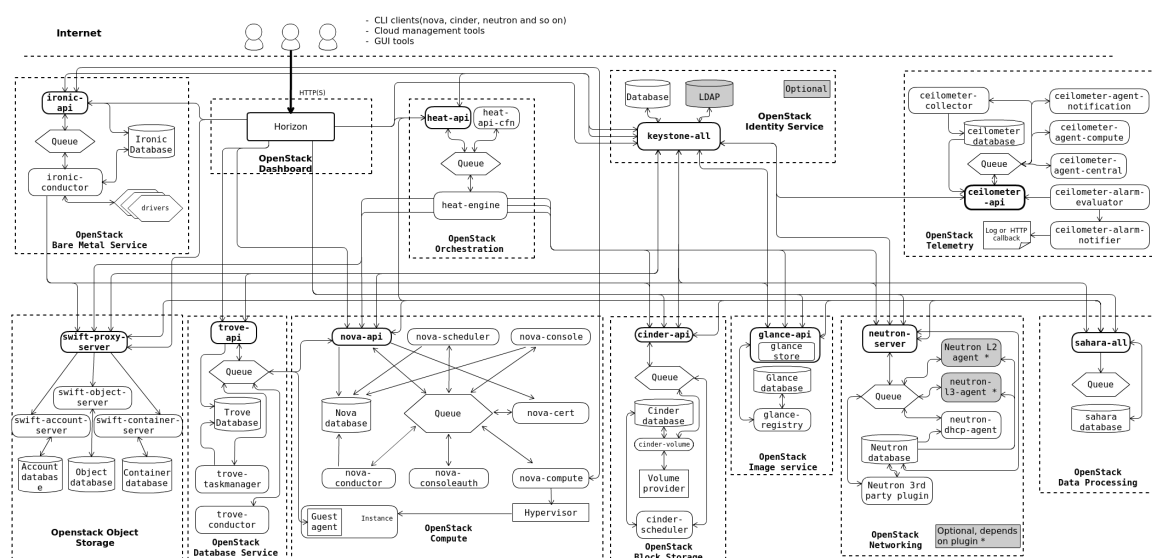 - CLI clients(nova, cinder, neutron and so on)
- Cloud management tools
- GUI tools
Internet
HTTP(S)
ironic-
api
Queue
Ironic
Database
ironic-
conductor
drivers
OpenStack
Bare Metal Service
Horizon
OpenStack
Dashboard
heat-api
heat-
api-cfn
Queue
heat-engine
OpenStack
Orchestration
Database
LDAP
Optional
keystone-all
OpenStack
Identity Service
ceilometer-
collector
ceilometer-agent-
notification
ceilometer
database
ceilometer-
agent-compute
Queue
ceilometer-
agent-central
ceilometer
-api
ceilometer-alarm-
evaluator
Log or HTTP
callback
ceilometer-alarm-
notifier
OpenStack
Telemetry
swift-proxy-
server
swift-object-
server
swift-account-
server
swift-container-
server
Account
databas
e
Object
database
Container
database
Openstack Object
Storage
trove-
api
Queue
Trove
Database
trove-
taskmanager
trove-
conductor
OpenStack
Database Service
nova-api
nova-scheduler
nova-console
Nova
database
Queue
nova-cert
nova-
conductor
nova-
consoleauth
nova-compute
Guest
agent
Instance
Hypervisor
OpenStack
Compute
cinder-api
Queue
Cinder
database
cinder-volume
Volume
provider
cinder-
scheduler
OpenStack
Block Storage
glance-api
glance
store
Glance
database
glance-
registry
OpenStack
Image service
neutron-
server
Neutron L2
agent *
Queue
neutron-
l3-agent *
neutron-
dhcp-agent
Neutron
database
Neutron 3rd
party plugin
OpenStack
Networking
Optional, depends
on plugin *
sahara-all
Queue
sahara
database
OpenStack
Data Processing